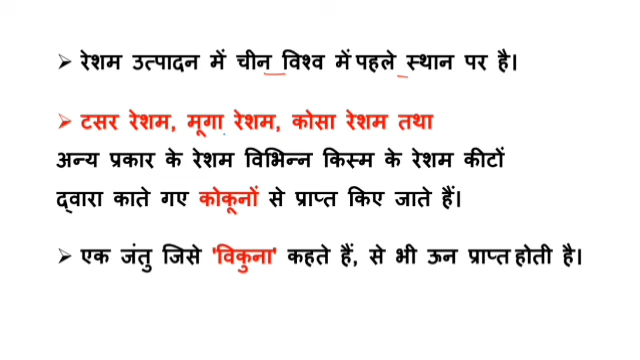 ➢ रेशम उत्पादन में चीन विश्व में पहले स्थान पर है।
➢ टसर रेशम, मूगा रेशम, कोसा रेशम तथा
अन्य प्रकार के रेशम विभिन्न किस्म के रेशम कीटों
द्वारा काते गए कोकूनों से प्राप्त किए जाते हैं।
➢ एक जंतु जिसे 'विकुना' कहते हैं, से भी ऊन प्राप्त होती है।